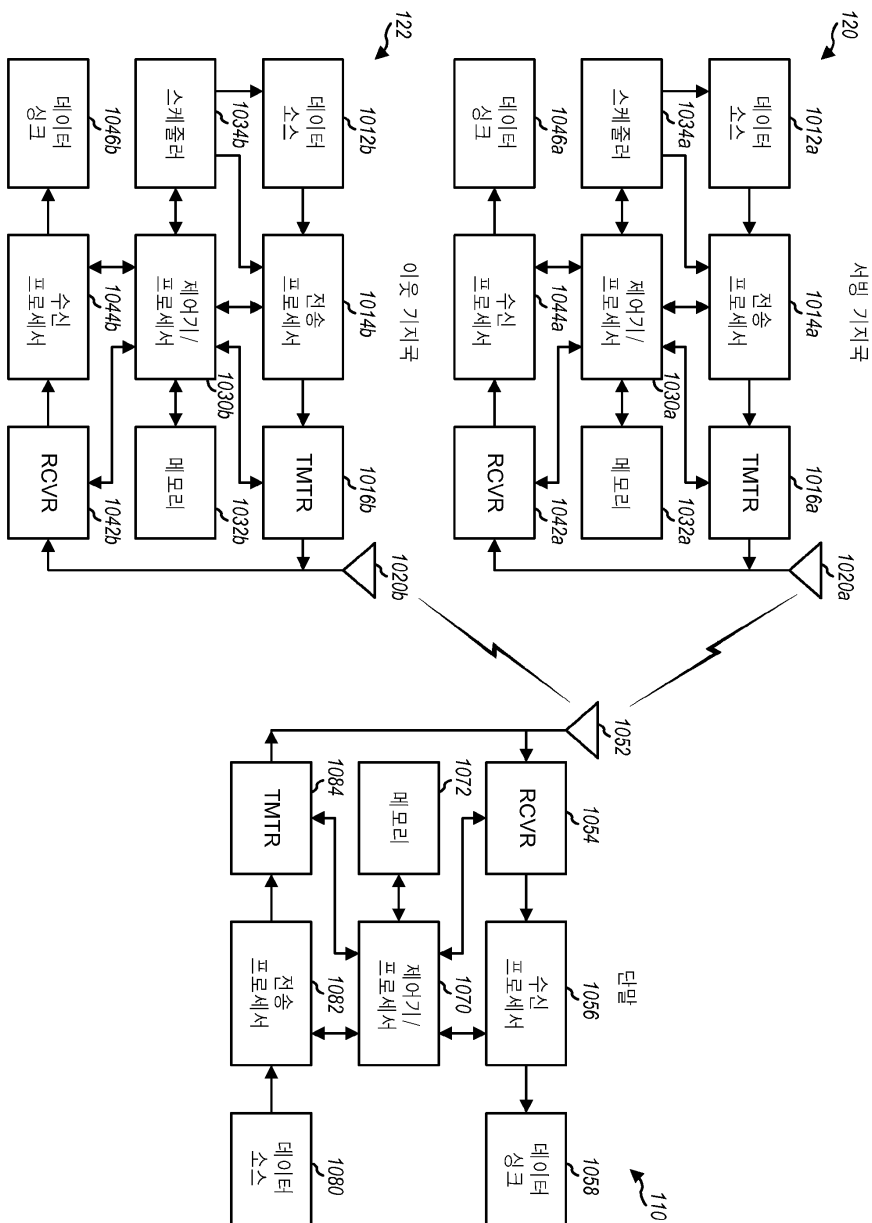 서빙 기지국
120
1012a
데이터
소스
1014a
전송
프로세서
1016a
TMTR
1020a
1034a
스케줄러
1030a
제어기/
프로세서
1032a
메모리
1046a
데이터
싱크
1044a
수신
프로세서
1042a
RCVR
이웃 기지국
122
1012b
데이터
소스
1014b
전송
프로세서
1016b
TMTR
1020b
1034b
스케줄러
1030b
제어기/
프로세서
1032b
메모리
1046b
데이터
싱크
1044b
수신
프로세서
1042b
RCVR
단말
110
1052
1054
RCVR
1056
수신
프로세서
1058
데이터
싱크
1072
메모리
1070
제어기/
프로세서
1084
TMTR
1082
전송
프로세서
1080
데이터
소스